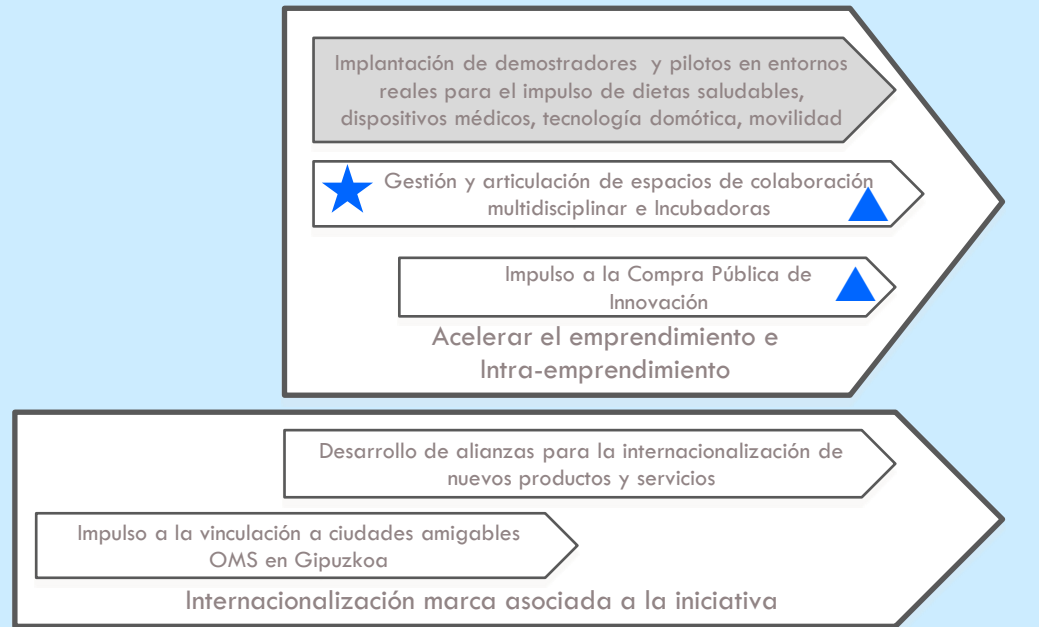 Implantación de demostradores y pilotos en entornos
reales para el impulso de dietas saludables,
dispositivos médicos, tecnología domótica, movilidad
Gestión y articulación de espacios de colaboración
multidisciplinar e Incubadoras
Impulso a la Compra Pública de
Innovación
Acelerar el emprendimiento e
Intra-emprendimiento
Desarrollo de alianzas para la internacionalización de
nuevos productos y servicios
Impulso a la vinculación a ciudades amigables
OMS en Gipuzkoa
Internacionalización marca asociada a la iniciativa